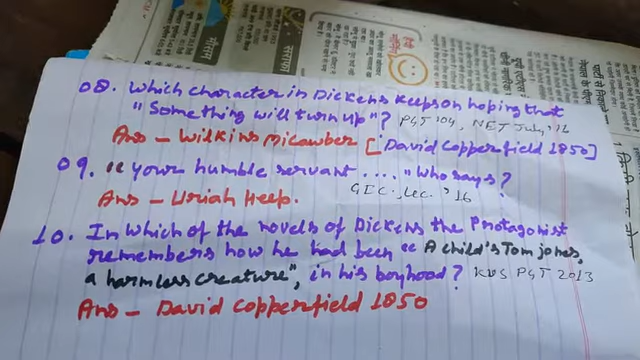 08. Which character in Dickens keeps on hoping that
"Something will turn up"? PGT '04, NET July, '12
Ans - Wilkins Micawber [David Copperfield 1850]
09. "your humble servant...." Who says?
GIC., Lec., '16
Ans - Uriah Heep.
10. In which of the novels of Dickens the Protagonist
remembers how he had been "A child's Tom jones,
a harmless creature", in his boyhood? KVS PGT 2013
Ans - David Copperfield 1850